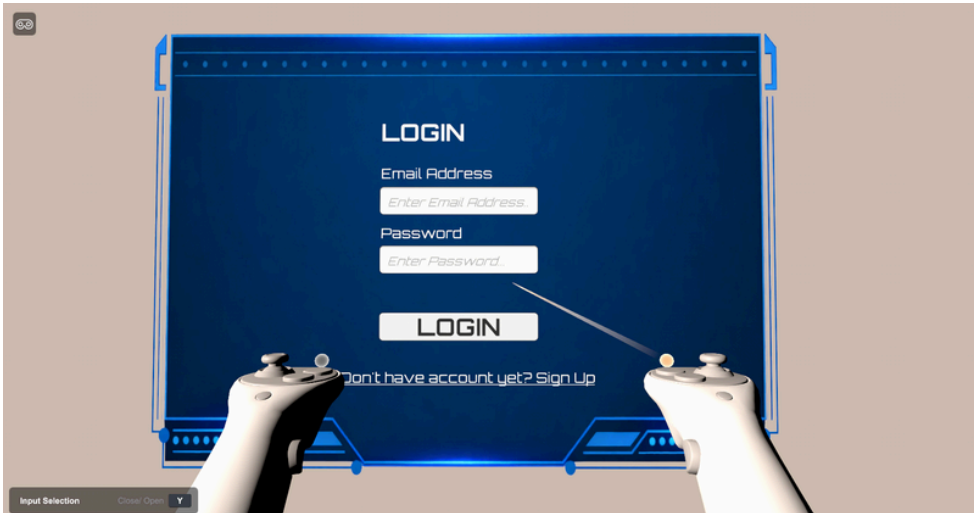 LOGIN
Email Address
Enter Email Address..
Password
Enter Password..
LOGIN
Don't have account yet? Sign Up
Input Selection Close/ Open Y